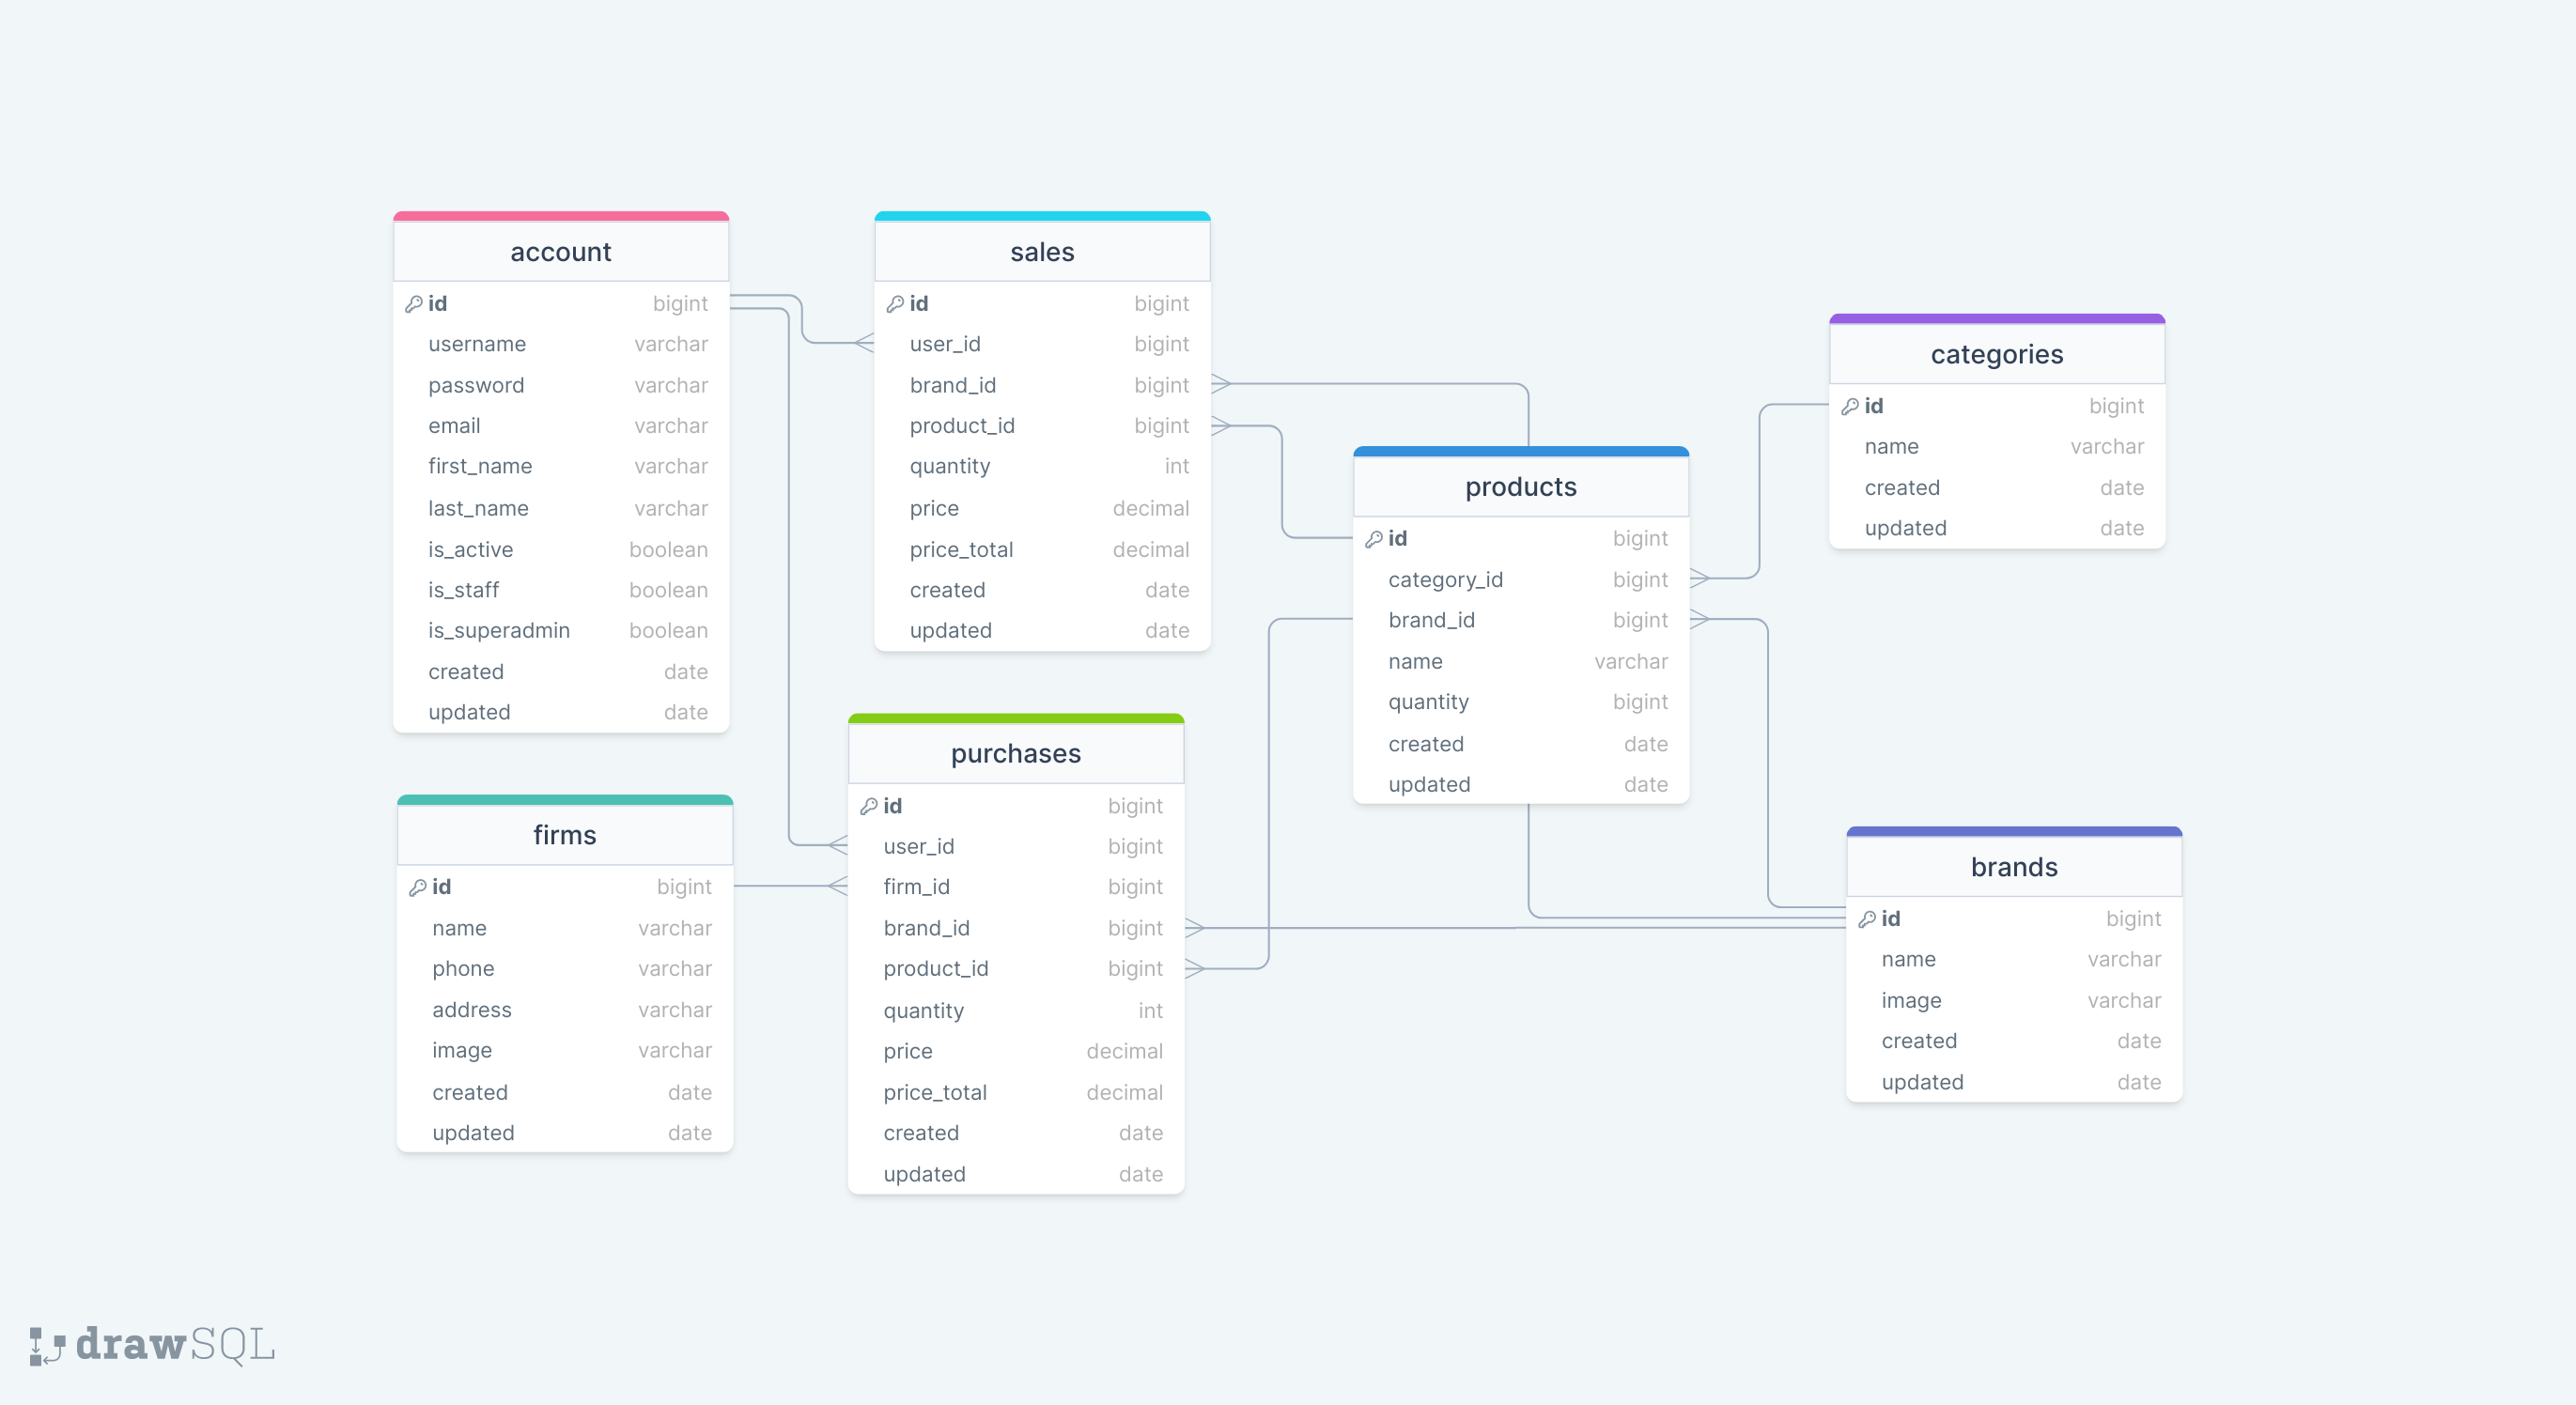 account
id bigint
username varchar
password varchar
email varchar
first_name varchar
last_name varchar
is_active boolean
is_staff boolean
is_superadmin boolean
created date
updated date
sales
id bigint
user_id bigint
brand_id bigint
product_id bigint
quantity int
price decimal
price_total decimal
created date
updated date
categories
id bigint
name varchar
created date
updated date
products
id bigint
category_id bigint
brand_id bigint
name varchar
quantity bigint
created date
updated date
firms
id bigint
name varchar
phone varchar
address varchar
image varchar
created date
updated date
purchases
id bigint
user_id bigint
firm_id bigint
brand_id bigint
product_id bigint
quantity int
price decimal
price_total decimal
created date
updated date
brands
id bigint
name varchar
image varchar
created date
updated date
drawSQL